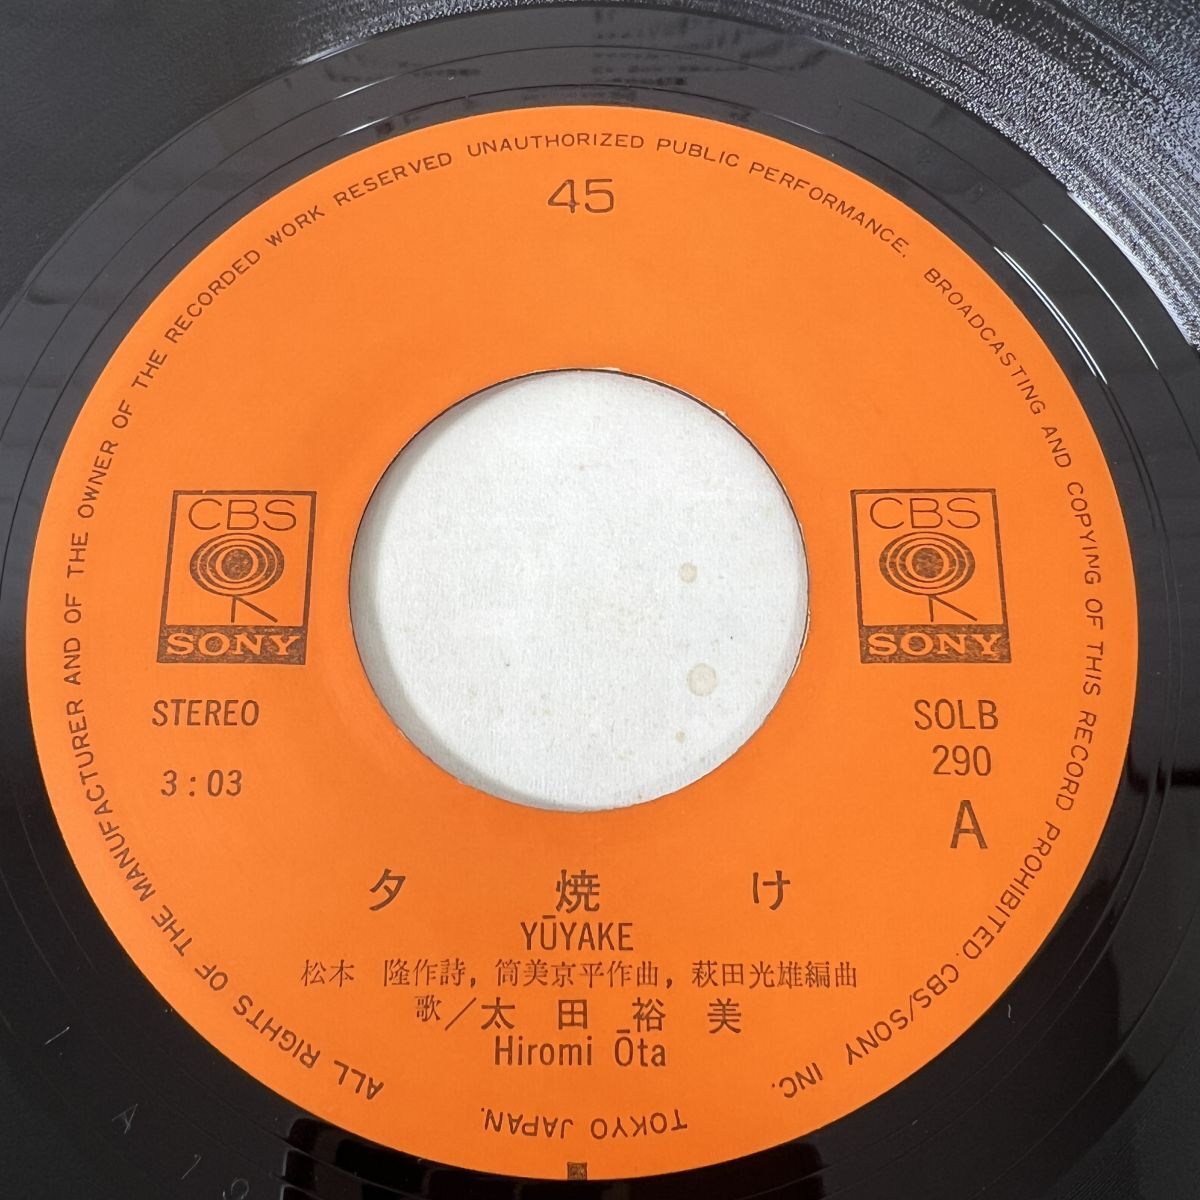 ALL RIGHTS OF THE MANUFACTURER AND OF THE OWNER OF THE RECORDED WORK RESERVED UNAUTHORIZED PUBLIC PERFORMANCE. BROADCASTING AND COPYING OF THIS RECORD PROHIBITED. CBS/SONY INC. TOKYO JAPAN.
45
CBS
SONY
CBS
SONY
STEREO
3:03
SOLB
290
A
夕焼け
YŪYAKE
松本 隆作詩, 筒美京平作曲, 萩田光雄編曲
歌／太田裕美
Hiromi Ōta